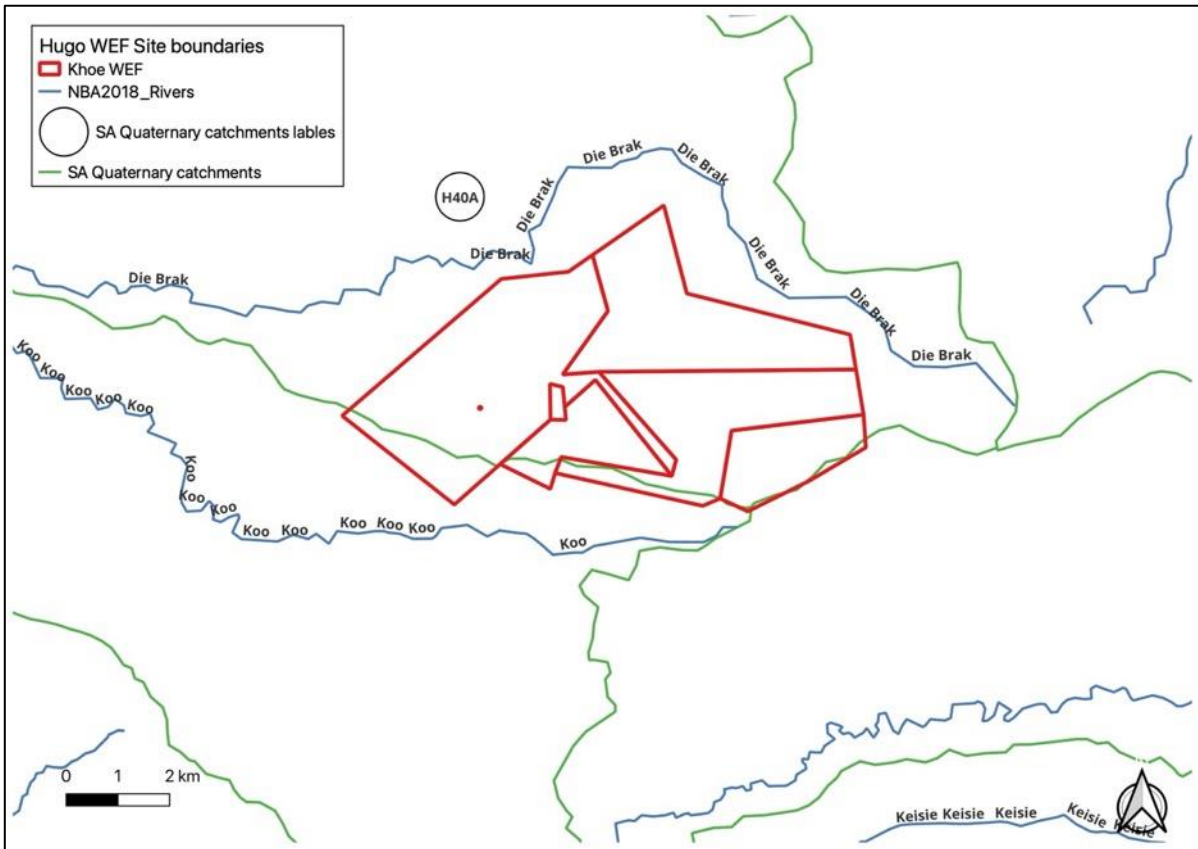 Hugo WEF Site boundaries
Khoe WEF
NBA2018_Rivers
SA Quaternary catchments lables
SA Quaternary catchments
Die Brak
Die Brak
H40A
Die Brak
Die Brak
Die Brak
Die Brak
Die Brak
Die Brak
Koo
Koo
Koo
Koo
Koo
Koo
Koo
Koo
Koo
Koo
Koo
Koo
Koo
Koo
0 1 2 km
Keisie
Keisie
Keisie
Keisie
Keisie